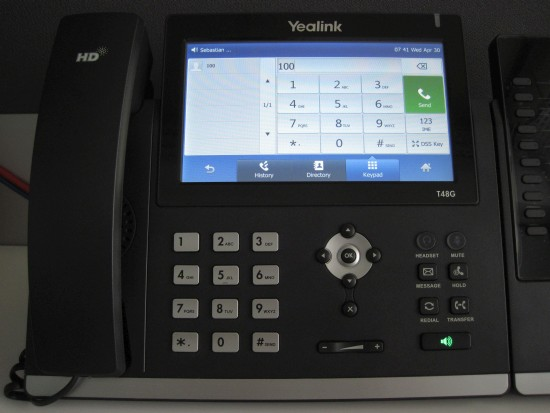 Yealink
HD
Sebastian ... 07 41 Wed Apr 30
100 100
1 2 ABC 3 DEF Send
1/1 4 GHI 5 JKL 6 MNO
7 PQRS 8 TUV 9 WXYZ 123
* . 0 # SEND DSS Key
History Directory Keypad
T48G
1 2 ABC 3 DEF
HEADSET MUTE
4 GHI 5 JKL 6 MNO OK
MESSAGE HOLD
7 PQRS 8 TUV 9 WXYZ
REDIAL TRANSFER
* . 0 # SEND - +